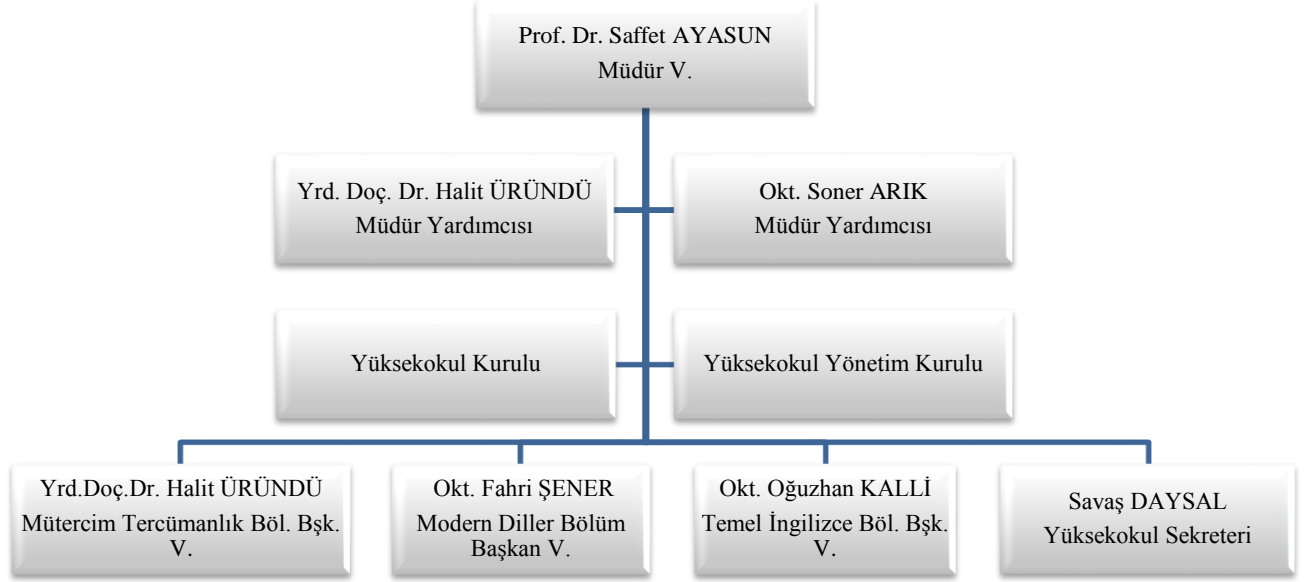 Prof. Dr. Saffet AYASUN
Müdür V.
Yrd. Doç. Dr. Halit ÜRÜNDÜ
Müdür Yardımcısı
Okt. Soner ARIK
Müdür Yardımcısı
Yüksekokul Kurulu
Yüksekokul Yönetim Kurulu
Yrd.Doç.Dr. Halit ÜRÜNDÜ
Mütercim Tercümanlık Böl. Bşk.
V.
Okt. Fahri ŞENER
Modern Diller Bölüm
Başkan V.
Okt. Oğuzhan KALLİ
Temel İngilizce Böl. Bşk.
V.
Savaş DAYSAL
Yüksekokul Sekreteri